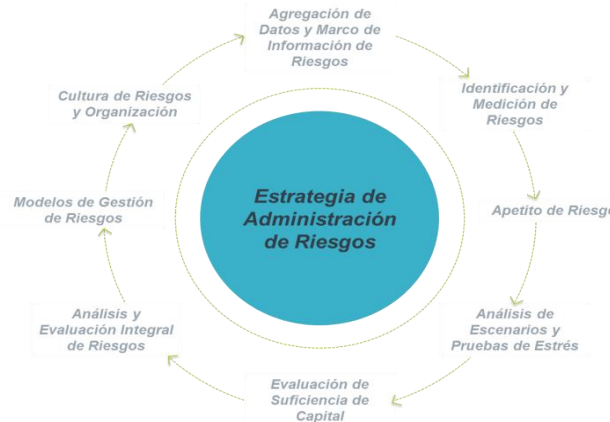 Agregación de
Datos y Marco de
Información de
Riesgos
Identificación y
Medición de
Riesgos
Apetito de Riesgo
Análisis de
Escenarios y
Pruebas de Estrés
Evaluación de
Suficiencia de
Capital
Análisis y
Evaluación Integral
de Riesgos
Modelos de Gestión
de Riesgos
Cultura de Riesgos
y Organización
Estrategia de
Administración
de Riesgos